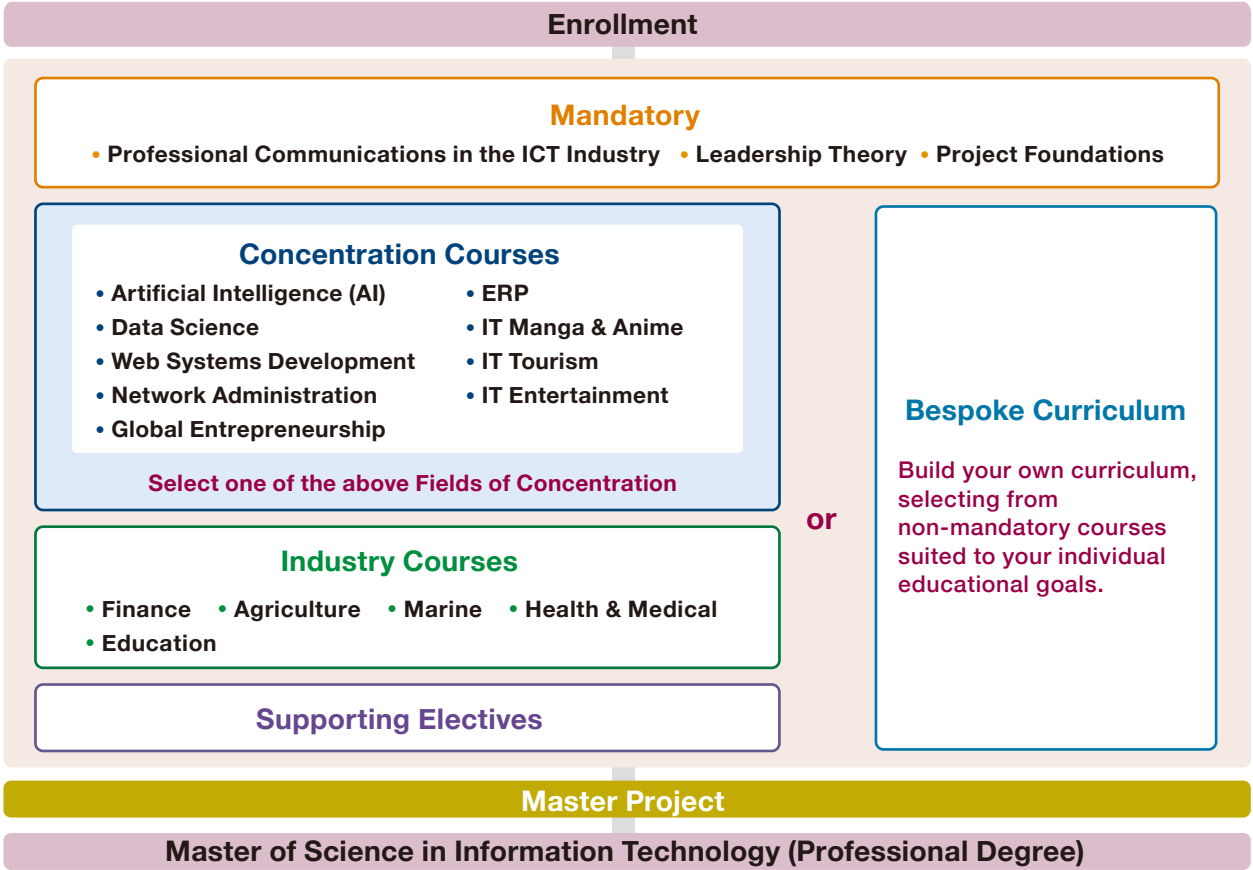 Enrollment
Mandatory
• Professional Communications in the ICT Industry • Leadership Theory • Project Foundations
Concentration Courses
• Artificial Intelligence (AI)
• Data Science
• Web Systems Development
• Network Administration
• Global Entrepreneurship
• ERP
• IT Manga & Anime
• IT Tourism
• IT Entertainment
Select one of the above Fields of Concentration
Industry Courses
• Finance • Agriculture • Marine • Health & Medical
• Education
Supporting Electives
or
Bespoke Curriculum
Build your own curriculum,
selecting from
non-mandatory courses
suited to your individual
educational goals.
Master Project
Master of Science in Information Technology (Professional Degree)